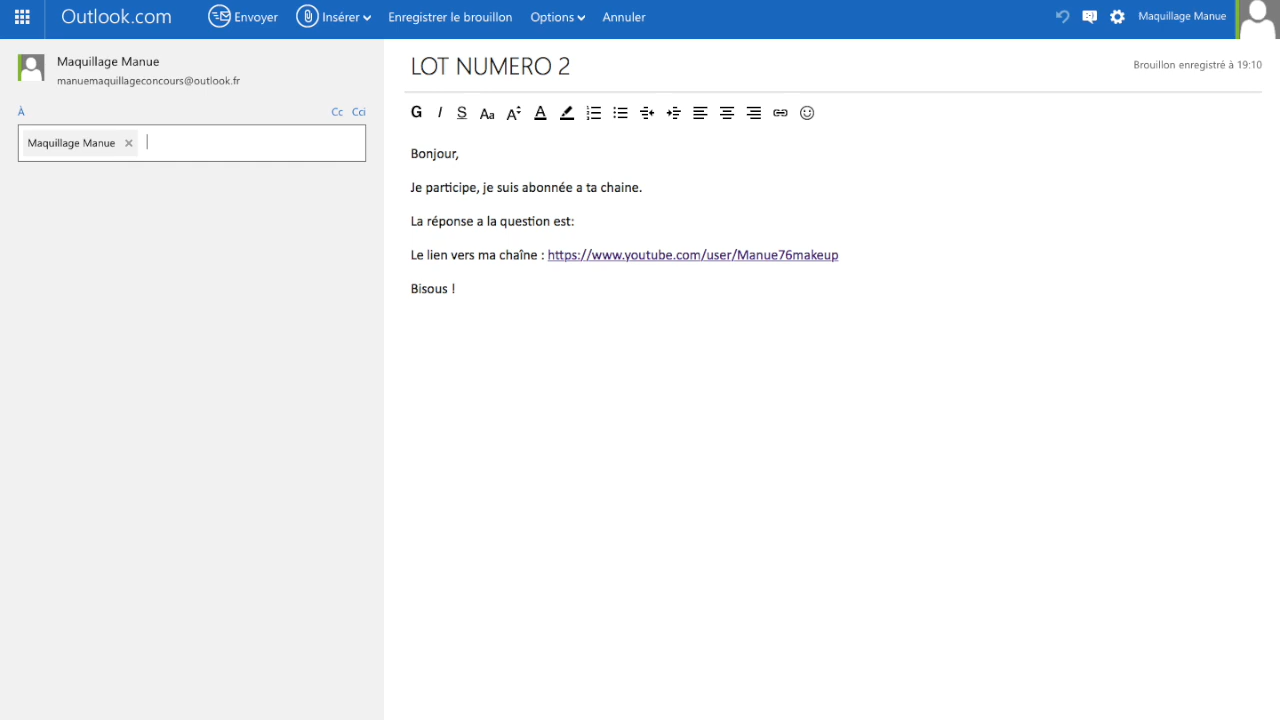 Outlook.com Envoyer Insérer Enregistrer le brouillon Options Annuler Maquillage Manue
Maquillage Manue
manuemaquillageconcours@outlook.fr
À Cc Cci
Maquillage Manue
LOT NUMERO 2
Brouillon enregistré à 19:10
G I S Aa A A
Bonjour,
Je participe, je suis abonnée a ta chaine.
La réponse a la question est:
Le lien vers ma chaîne : https://www.youtube.com/user/Manue76makeup
Bisous !